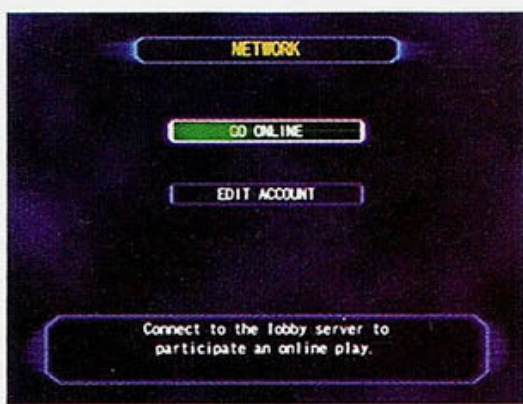 NETWORK
GO ONLINE
EDIT ACCOUNT
Connect to the lobby server to
participate an online play.